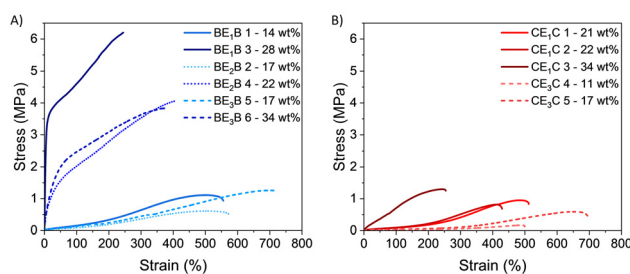 A)
BE₁B 1 - 14 wt%
BE₁B 3 - 28 wt%
BE₂B 2 - 17 wt%
BE₂B 4 - 22 wt%
BE₃B 5 - 17 wt%
BE₃B 6 - 34 wt%
Stress (MPa)
6
5
4
3
2
1
0
0 100 200 300 400 500 600 700 800
Strain (%)
B)
CE₁C 1 - 21 wt%
CE₁C 2 - 22 wt%
CE₁C 3 - 34 wt%
CE₃C 4 - 11 wt%
CE₃C 5 - 17 wt%
Stress (MPa)
6
5
4
3
2
1
0
0 100 200 300 400 500 600 700 800
Strain (%)